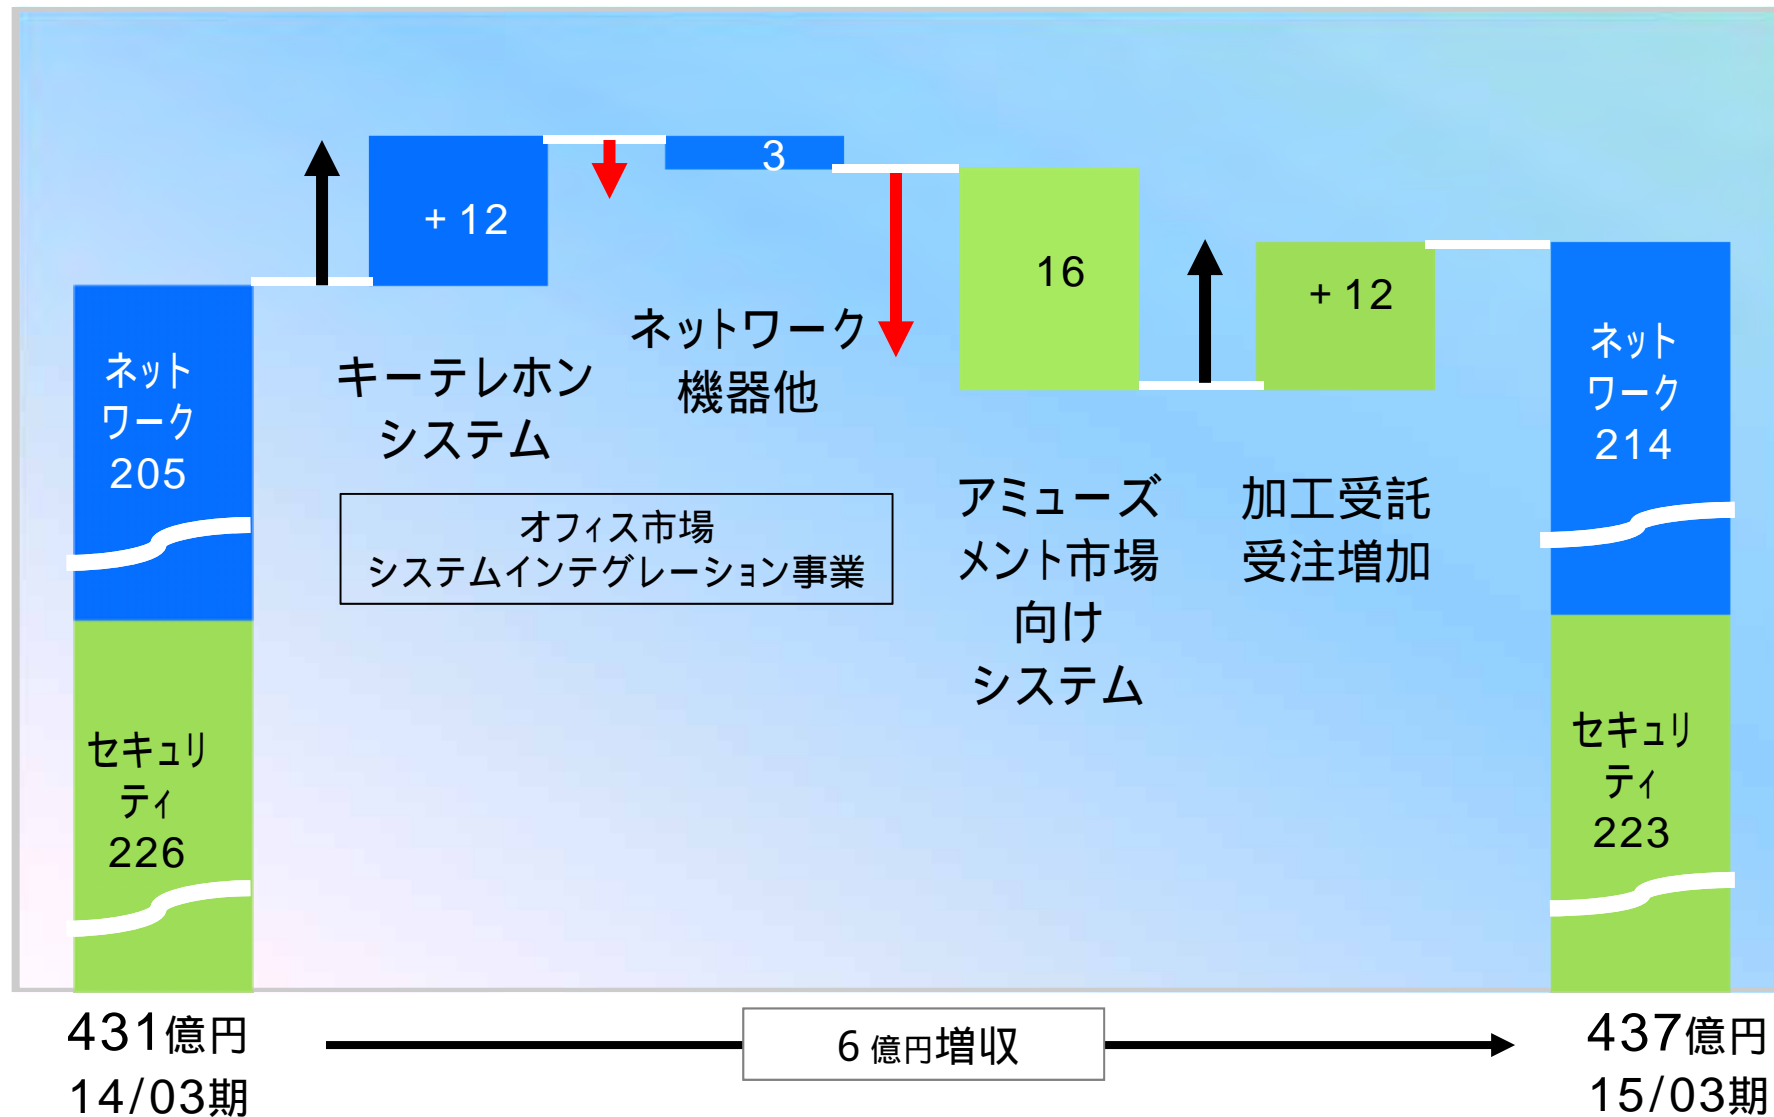 +12
3
16
+12
ネット
ワーク
205
セキュリ
ティ
226
キーテレホン
システム
ネットワーク
機器他
オフィス市場
システムインテグレーション事業
アミューズ
メント市場
向け
システム
加工受託
受注増加
ネット
ワーク
214
セキュリ
ティ
223
431億円
14/03期
6億円増収
437億円
15/03期